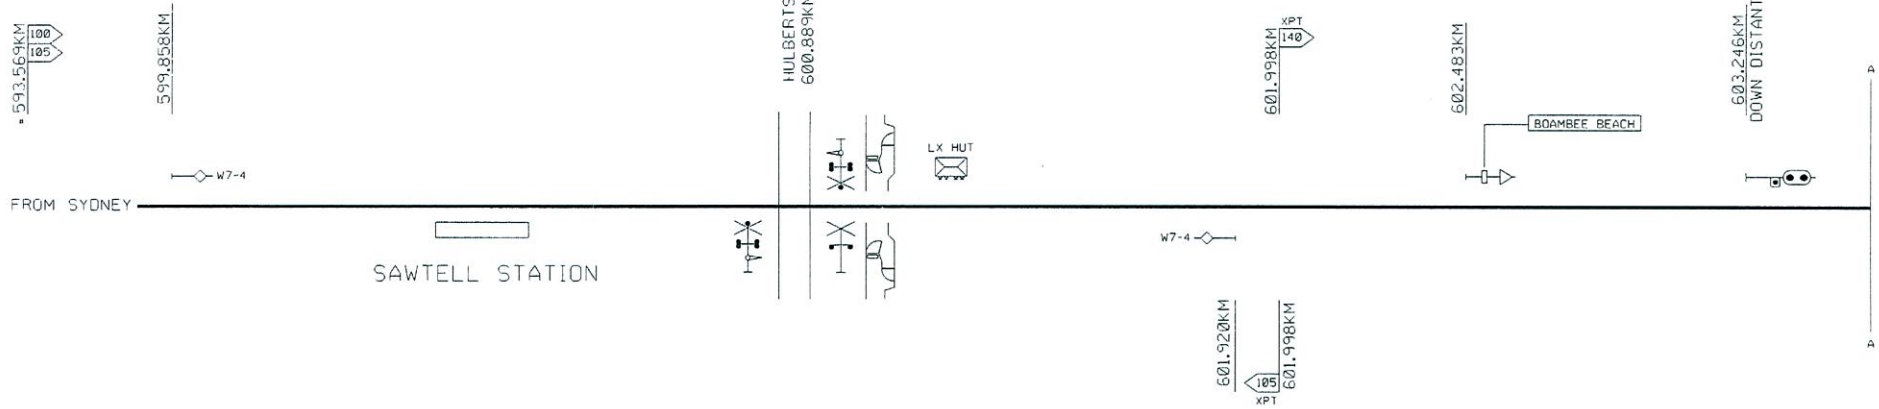 593.569KM
100
105
599.858KM
HULBERTS
600.889KM
601.998KM
XPT
140
602.483KM
603.246KM
DOWN DISTANT
A
BOAMBEE BEACH
LX HUT
W7-4
FROM SYDNEY
W7-4
SAWTELL STATION
601.920KM
601.998KM
105
XPT
A